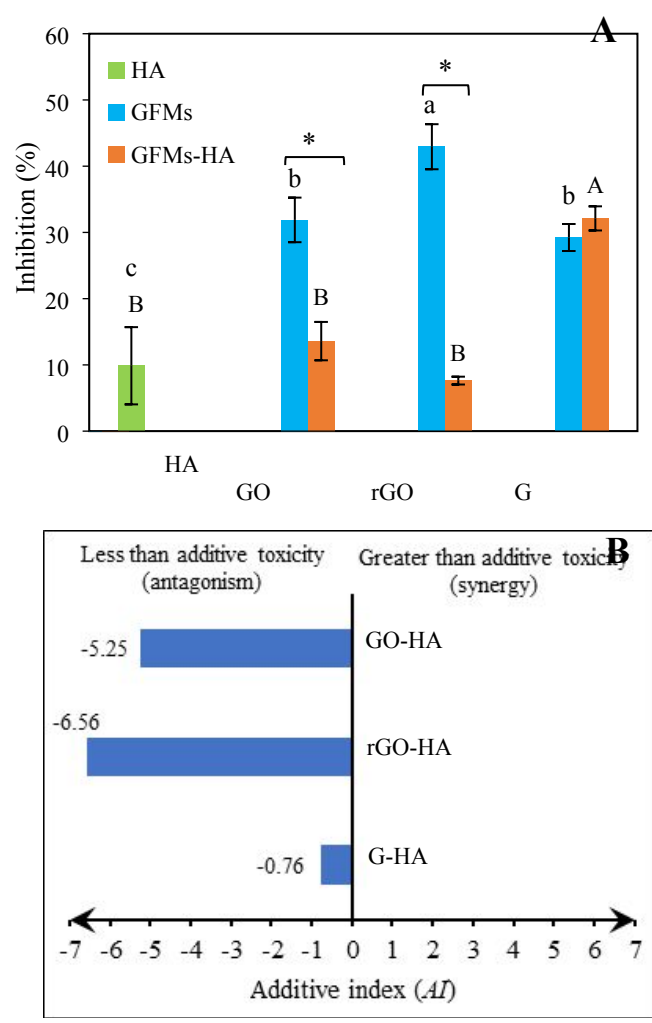 A
60
50
40
30
20
10
0
Inhibition (%)
HA
GFMs
GFMs-HA
c
B
b
*
B
a
*
B
b
A
HA
GO
rGO
G
B
Less than additive toxicity
(antagonism)
Greater than additive toxicity
(synergy)
-5.25
GO-HA
-6.56
rGO-HA
-0.76
G-HA
-7 -6 -5 -4 -3 -2 -1 0 1 2 3 4 5 6 7
Additive index (AI)